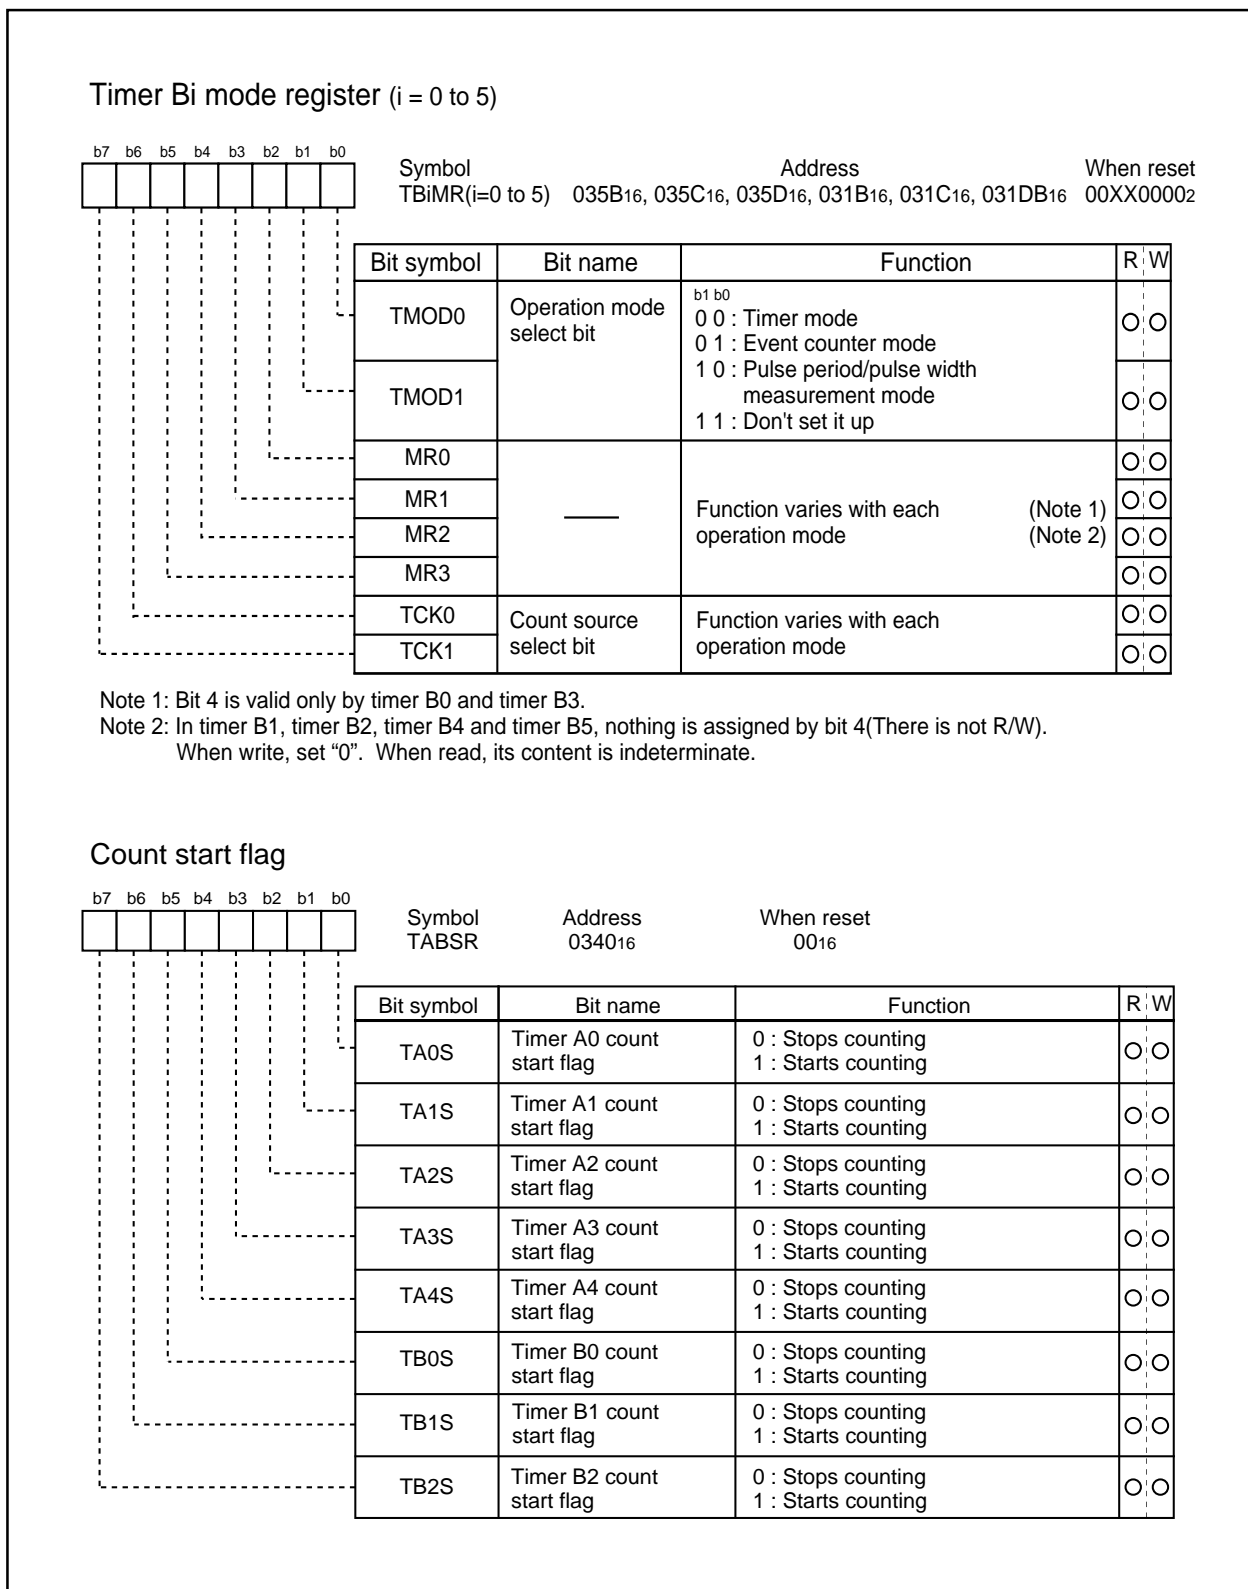 Timer Bi mode register (i = 0 to 5)
b7 b6 b5 b4 b3 b2 b1 b0
Symbol Address When reset
TBiMR(i=0 to 5) 035B16, 035C16, 035D16, 031B16, 031C16, 031DB16 00XX00002
Bit symbol Bit name Function R W
TMOD0 Operation mode select bit
b1 b0
0 0 : Timer mode
0 1 : Event counter mode
1 0 : Pulse period/pulse width
measurement mode
1 1 : Don't set it up
TMOD1
MR0
MR1
MR2
MR3
Function varies with each (Note 1)
operation mode (Note 2)
TCK0
TCK1
Count source
select bit
Function varies with each
operation mode
Note 1: Bit 4 is valid only by timer B0 and timer B3.
Note 2: In timer B1, timer B2, timer B4 and timer B5, nothing is assigned by bit 4(There is not R/W).
When write, set “0”. When read, its content is indeterminate.
Count start flag
b7 b6 b5 b4 b3 b2 b1 b0
Symbol Address When reset
TABSR 034016 0016
Bit symbol Bit name Function R W
TA0S
Timer A0 count
start flag
0 : Stops counting
1 : Starts counting
TA1S
Timer A1 count
start flag
0 : Stops counting
1 : Starts counting
TA2S
Timer A2 count
start flag
0 : Stops counting
1 : Starts counting
TA3S
Timer A3 count
start flag
0 : Stops counting
1 : Starts counting
TA4S
Timer A4 count
start flag
0 : Stops counting
1 : Starts counting
TB0S
Timer B0 count
start flag
0 : Stops counting
1 : Starts counting
TB1S
Timer B1 count
start flag
0 : Stops counting
1 : Starts counting
TB2S
Timer B2 count
start flag
0 : Stops counting
1 : Starts counting